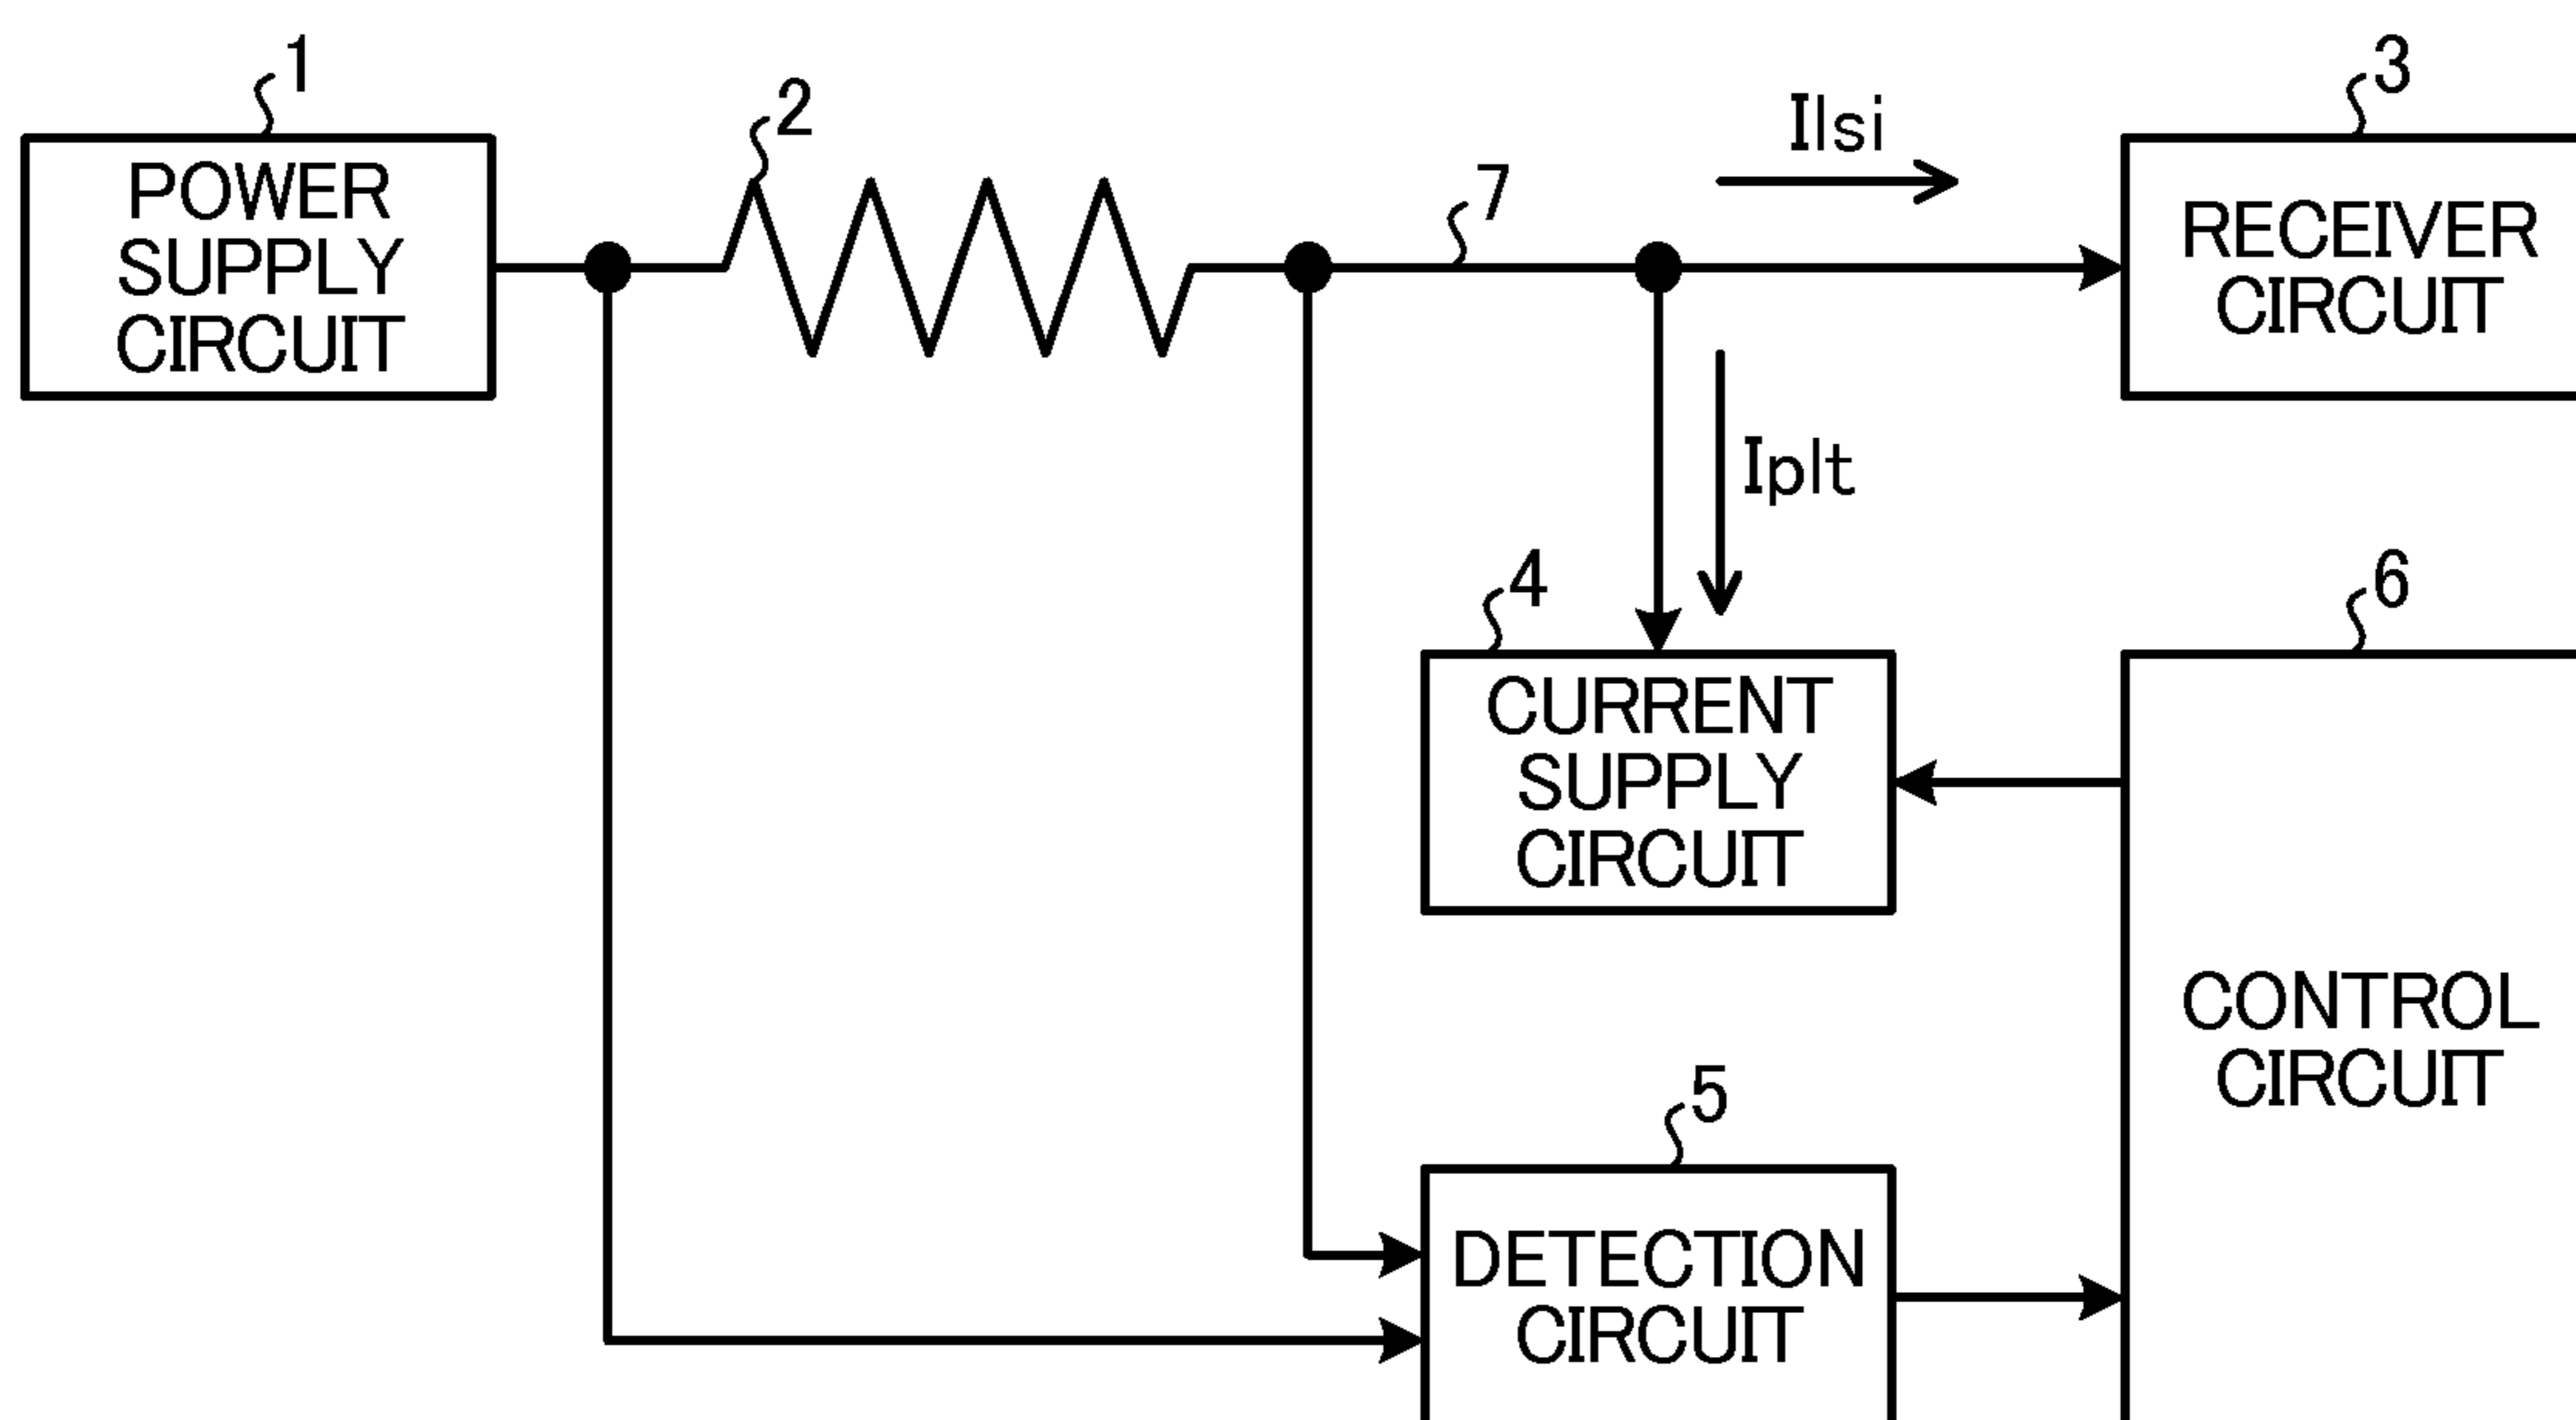 1
POWER
SUPPLY
CIRCUIT
2
7
Ilsi
3
RECEIVER
CIRCUIT
Iplt
4
CURRENT
SUPPLY
CIRCUIT
6
CONTROL
CIRCUIT
5
DETECTION
CIRCUIT